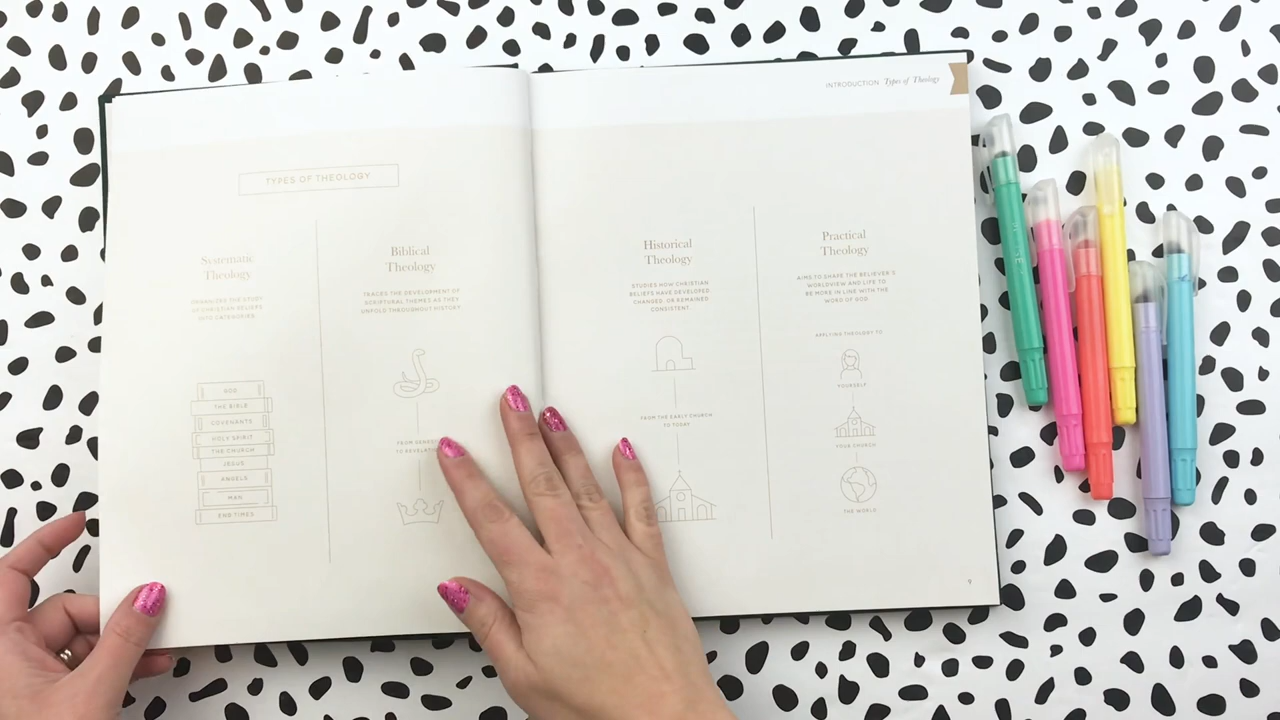 INTRODUCTION Types of Theology
TYPES OF THEOLOGY
Systematic
Theology
ORGANIZES THE STUDY
OF CHRISTIAN BELIEFS
INTO CATEGORIES.
GOD
THE BIBLE
COVENANTS
HOLY SPIRIT
THE CHURCH
JESUS
ANGELS
MAN
END TIMES
Biblical
Theology
TRACES THE DEVELOPMENT OF
SCRIPTURAL THEMES AS THEY
UNFOLD THROUGHOUT HISTORY.
FROM GENESIS
TO REVELATION
Historical
Theology
STUDIES HOW CHRISTIAN
BELIEFS HAVE DEVELOPED,
CHANGED, OR REMAINED
CONSISTENT.
FROM THE EARLY CHURCH
TO TODAY
Practical
Theology
AIMS TO SHAPE THE BELIEVER'S
WORLDVIEW AND LIFE TO
BE MORE IN LINE WITH THE
WORD OF GOD.
APPLYING THEOLOGY TO
YOURSELF
YOUR CHURCH
THE WORLD